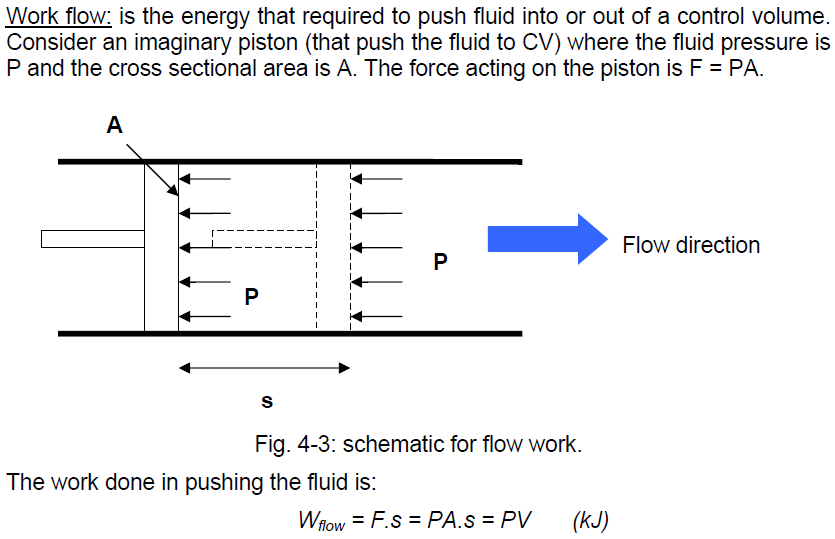 Work flow: is the energy that required to push fluid into or out of a control volume.
Consider an imaginary piston (that push the fluid to CV) where the fluid pressure is
P and the cross sectional area is A. The force acting on the piston is F = PA.
A
Flow direction
P
P
s
Fig. 4-3: schematic for flow work.
The work done in pushing the fluid is:
Wflow = F.s = PA.s = PV (kJ)